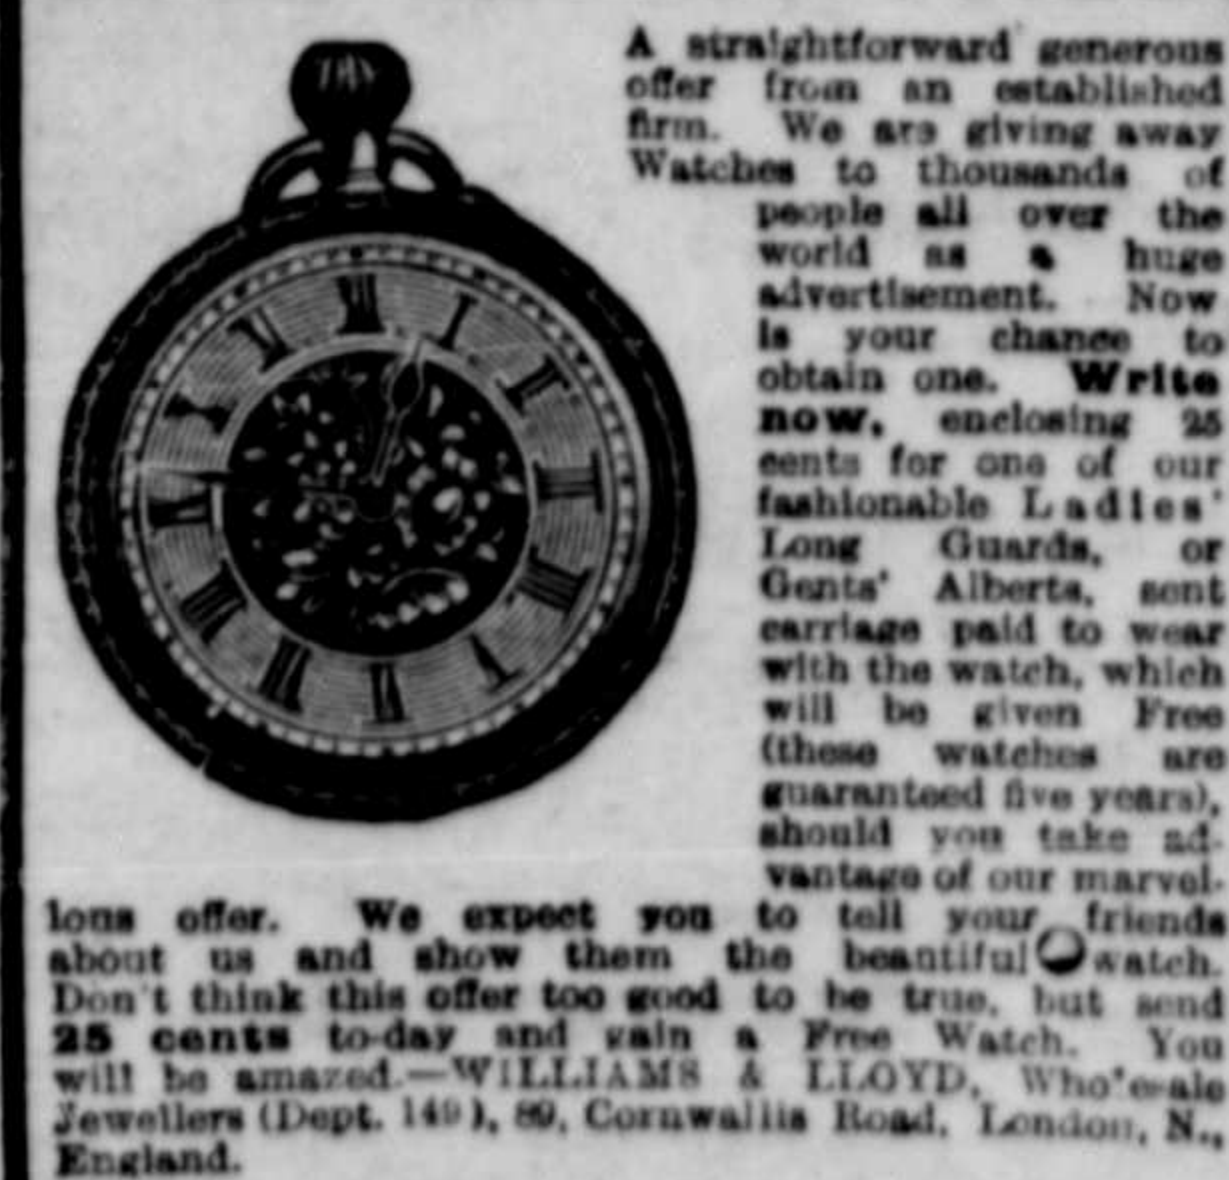 A straightforward generous
offer from an established
firm. We are giving away
Watches to thousands of
people all over the
world as a huge
advertisement. Now
is your chance to
obtain one. Write
now, enclosing 25
cents for one of our
fashionable Ladies'
Long Guards, or
Gents' Alberts, sent
carriage paid to wear
with the watch, which
will be given Free
(these watches are
guaranteed five years),
should you take ad-
vantage of our marvel-
lous offer. We expect you to tell your friends
about us and show them the beautiful watch.
Don't think this offer too good to be true, but send
25 cents to-day and gain a Free Watch. You
will be amazed.—WILLIAMS & LLOYD, Wholesale
Jewellers (Dept. 149), 89, Cornwallis Road, London, N.,
England.